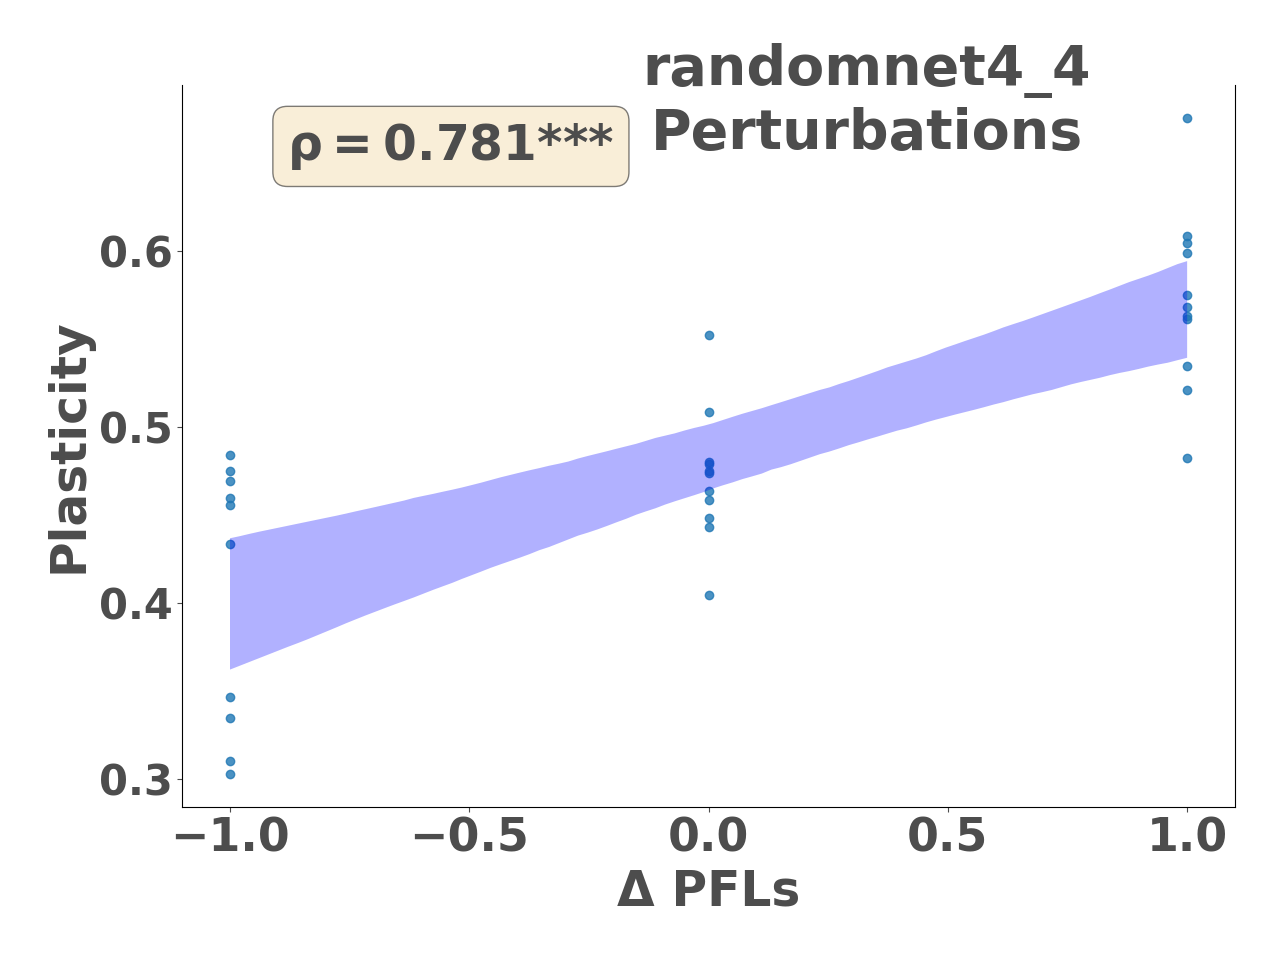 randomnet4_4
Perturbations
ρ = 0.781***
0.6
0.5
0.4
0.3
Plasticity
−1.0
−0.5
0.0
0.5
1.0
Δ PFLs